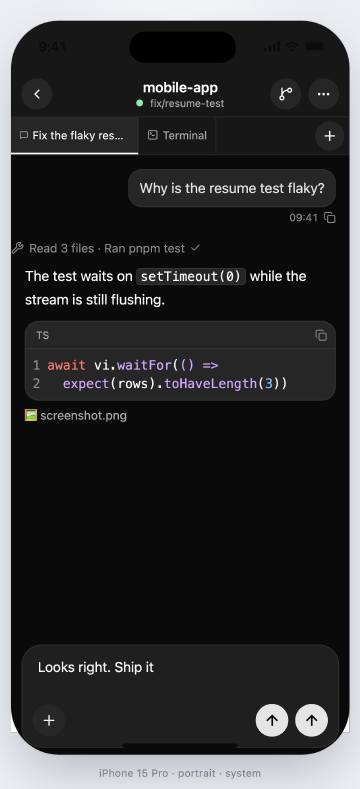 9:41
mobile-app
fix/resume-test
Fix the flaky res...
Terminal
Why is the resume test flaky?
09:41
Read 3 files · Ran pnpm test
The test waits on setTimeout(0) while the
stream is still flushing.
TS
1 await vi.waitFor(() =>
2   expect(rows).toHaveLength(3))
screenshot.png
Looks right. Ship it
iPhone 15 Pro · portrait · system